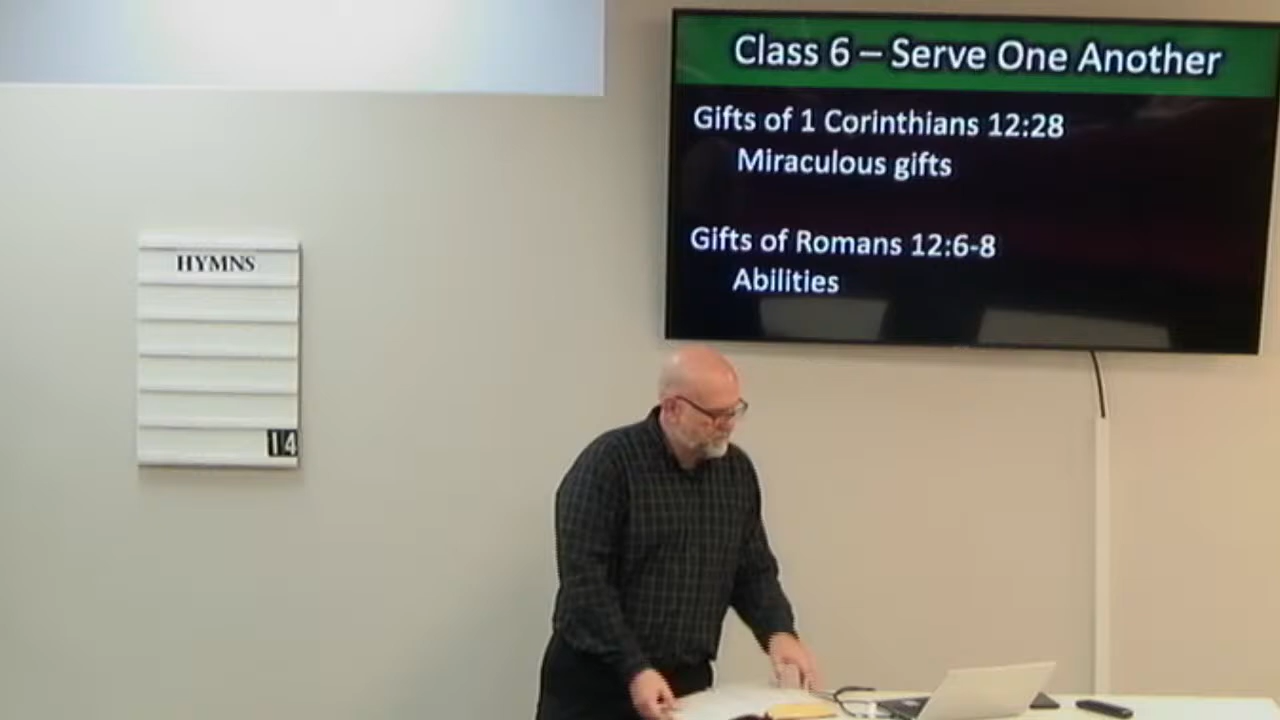 Class 6 – Serve One Another
Gifts of 1 Corinthians 12:28
Miraculous gifts
Gifts of Romans 12:6-8
Abilities
HYMNS
14